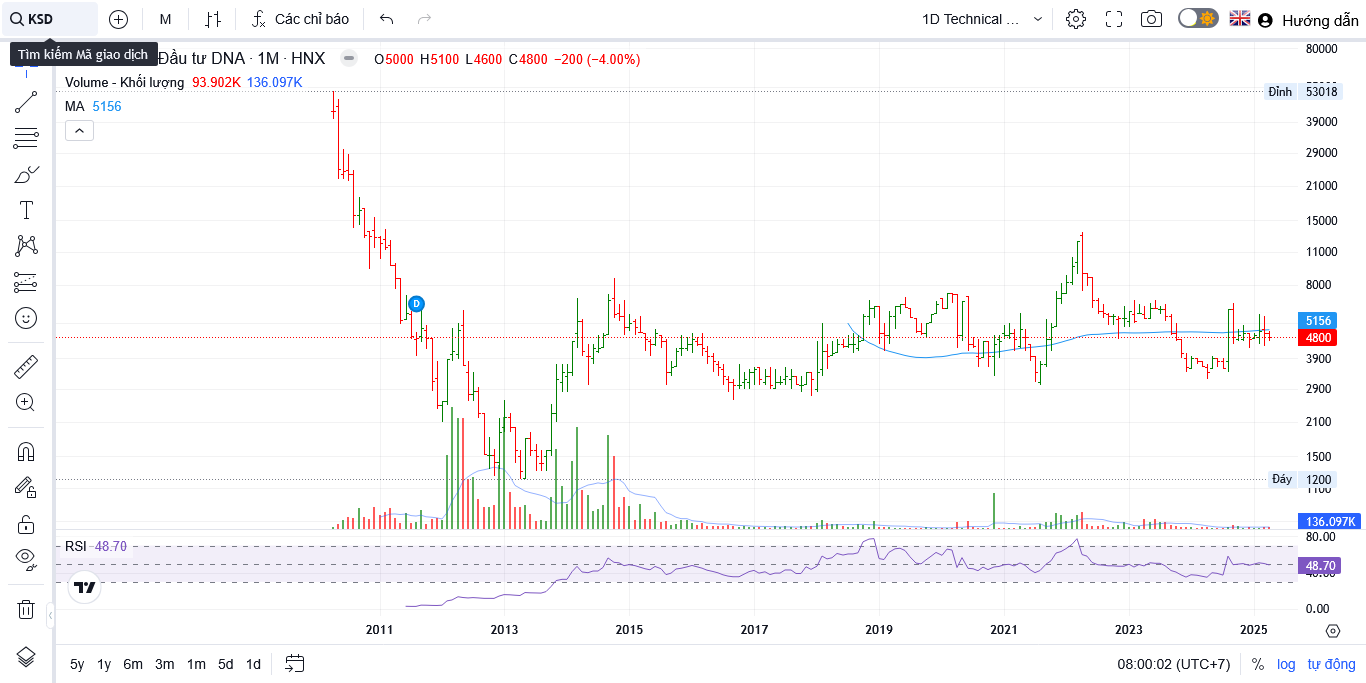 KSD M Các chỉ báo 1D Technical ... Hướng dẫn
Tìm kiếm Mã giao dịch
Đầu tư DNA · 1M · HNX O5000 H5100 L4600 C4800 −200 (−4.00%)
Volume - Khối lượng 93.902K 136.097K
MA 5156
D
80000
Đỉnh 53018
39000
29000
21000
15000
11000
8000
5156
4800
3900
2900
2100
1500
Đáy 1200
1100
136.097K
RSI 48.70
80.00
48.70
40.00
0.00
2011 2013 2015 2017 2019 2021 2023 2025
5y 1y 6m 3m 1m 5d 1d 08:00:02 (UTC+7) % log tự động